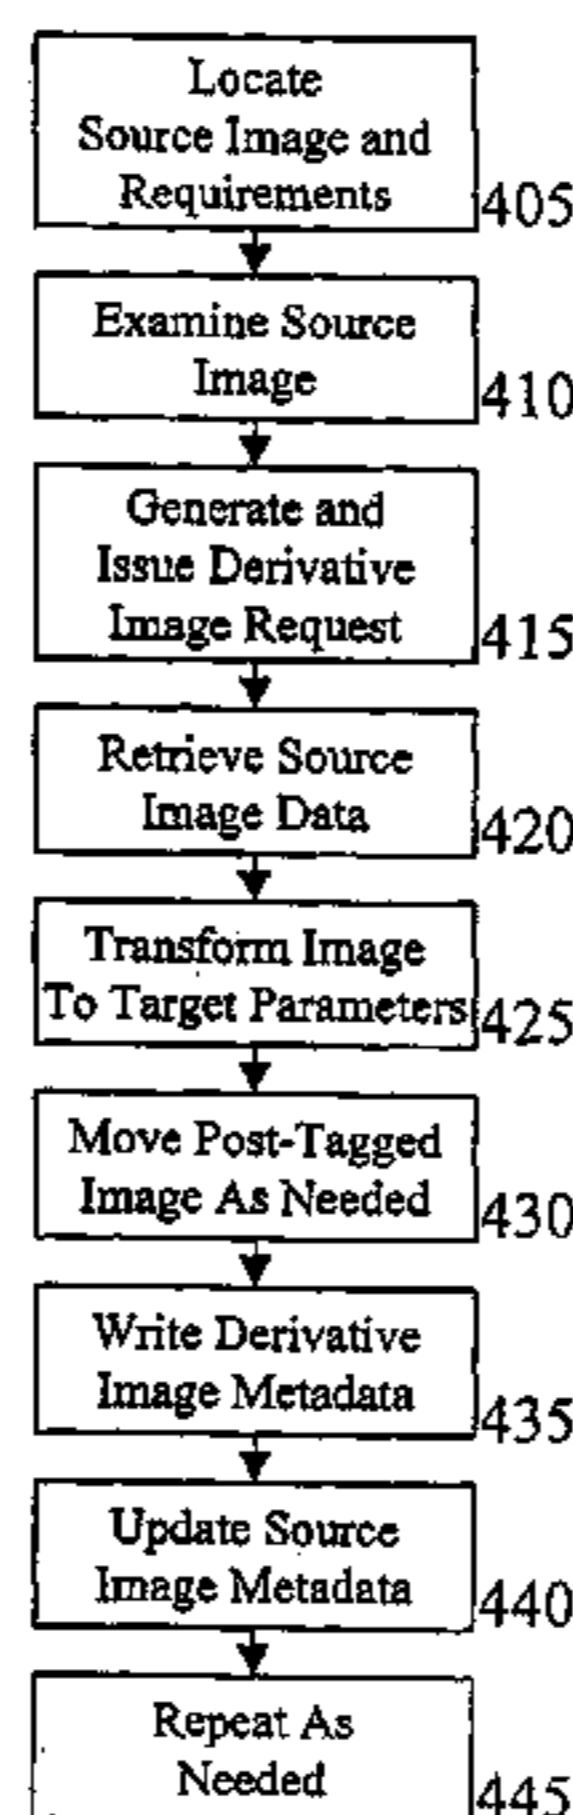 Locate
Source Image and
Requirements
405
Examine Source
Image
410
Generate and
Issue Derivative
Image Request
415
Retrieve Source
Image Data
420
Transform Image
To Target Parameters
425
Move Post-Tagged
Image As Needed
430
Write Derivative
Image Metadata
435
Update Source
Image Metadata
440
Repeat As
Needed
445